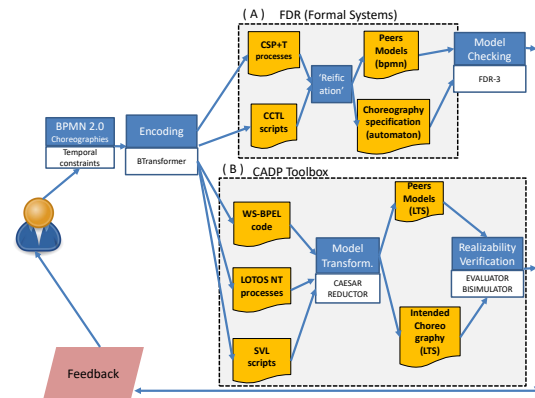 ( A )
FDR (Formal Systems)
CSP+T
processes
CCTL
scripts
'Reific
ation'
Peers
Models
(bpmn)
Choreography
specification
(automaton)
Model
Checking
FDR-3
BPMN 2.0
Choreographies
Temporal
constraints
Encoding
BTransformer
( B )
CADP Toolbox
WS-BPEL
code
LOTOS NT
processes
SVL
scripts
Model
Transform.
CAESAR
REDUCTOR
Peers
Models
(LTS)
Intended
Choreo
graphy
(LTS)
Realizability
Verification
EVALUATOR
BISIMULATOR
Feedback